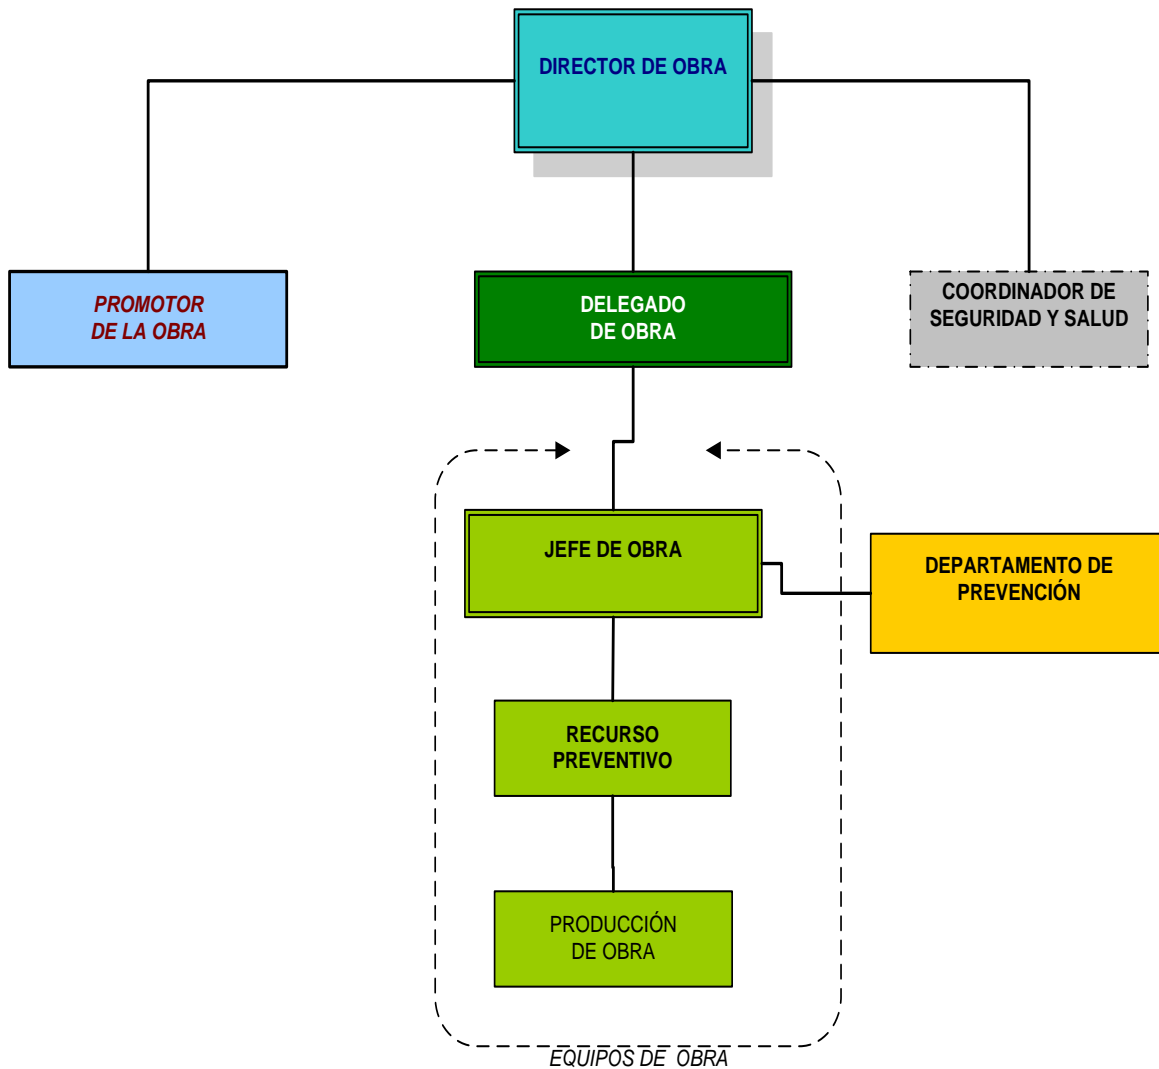 DIRECTOR DE OBRA
PROMOTOR
DE LA OBRA
DELEGADO
DE OBRA
COORDINADOR DE
SEGURIDAD Y SALUD
JEFE DE OBRA
DEPARTAMENTO DE
PREVENCIÓN
RECURSO
PREVENTIVO
PRODUCCIÓN
DE OBRA
EQUIPOS DE OBRA